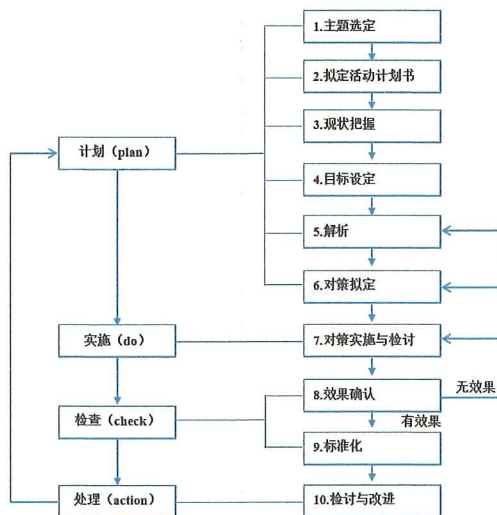 1.主题选定
2.拟定活动计划书
3.现状把握
计划（plan）
4.目标设定
5.解析
6.对策拟定
实施（do）
7.对策实施与检讨
8.效果确认
无效果
检查（check）
有效果
9.标准化
处理（action）
10.检讨与改进